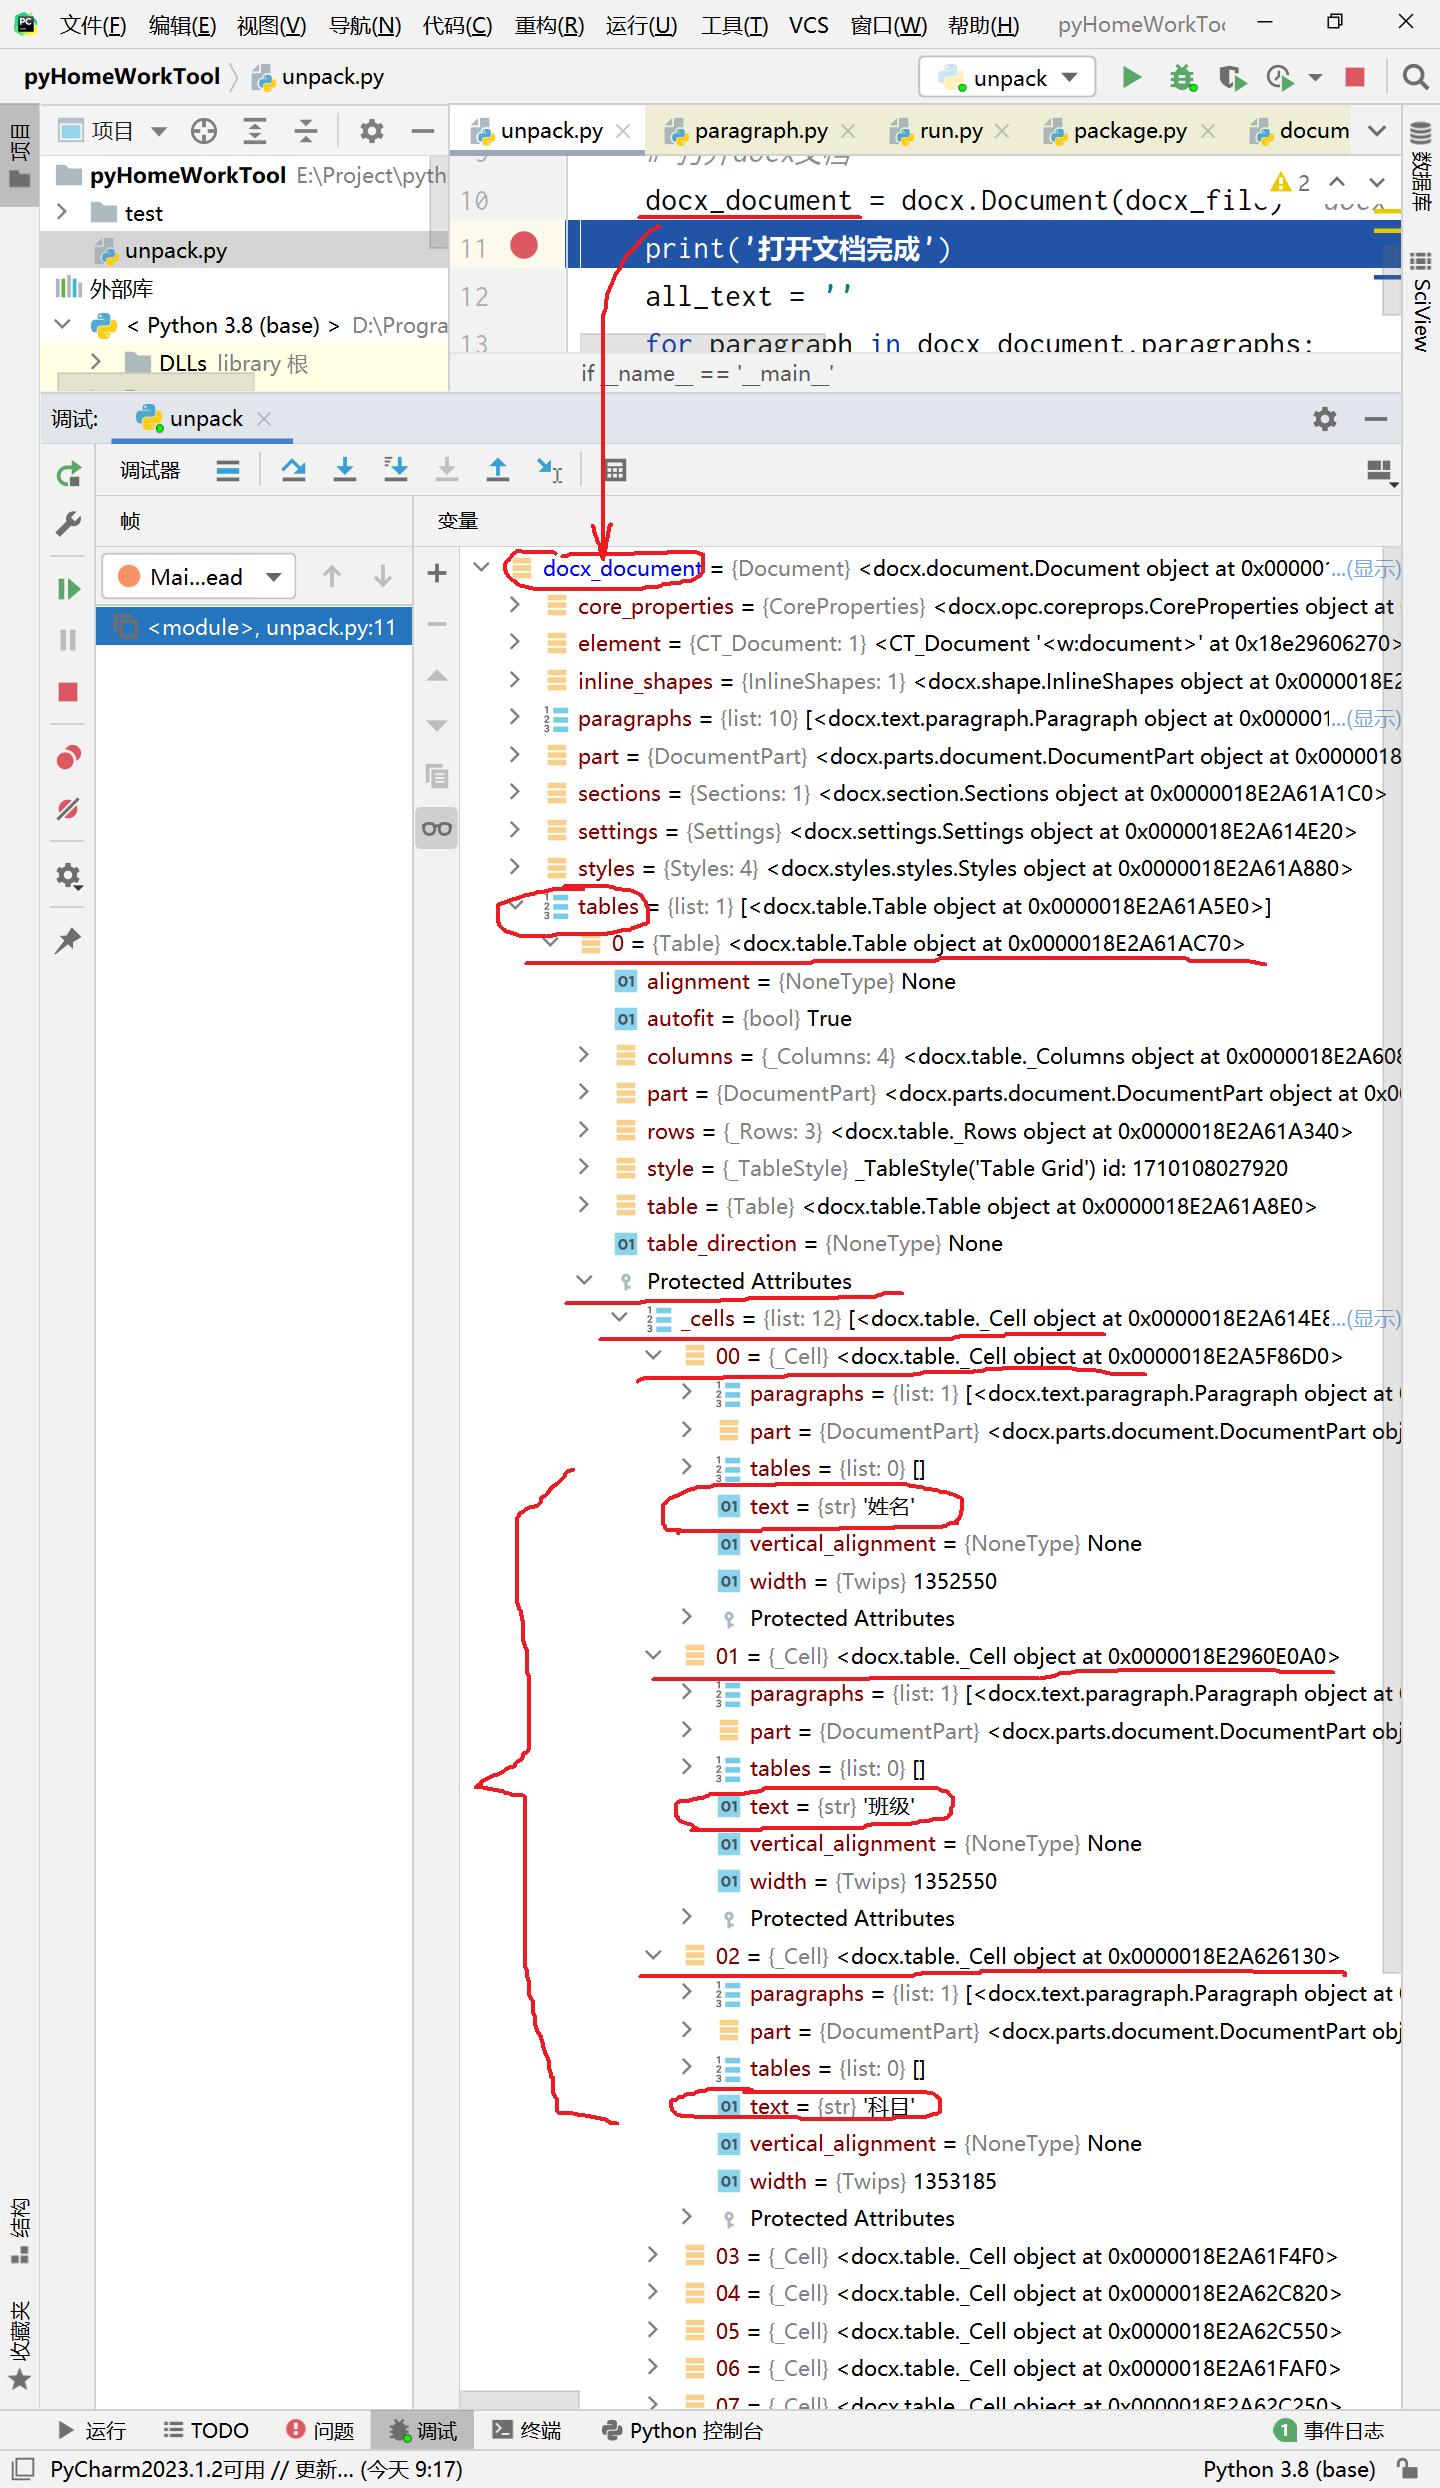 文件(F) 编辑(E) 视图(V) 导航(N) 代码(C) 重构(R) 运行(U) 工具(T) VCS 窗口(W) 帮助(H) pyHomeWorkToo
pyHomeWorkTool unpack.py unpack
项目
unpack.py paragraph.py run.py package.py docum
项目
pyHomeWorkTool E:\Project\pyth
test
unpack.py
外部库
< Python 3.8 (base) > D:\Progra
DLLs library 根
数据库
SciView
# 打开docx文档
10 docx_document = docx.Document(docx_file)
2
11 print('打开文档完成')
12 all_text = ''
13 for paragraph in docx_document.paragraphs:
if __name__ == '__main__'
调试: unpack
调试器
帧 变量
Mai...ead
<module>, unpack.py:11
docx_document = {Document} <docx.document.Document object at 0x00000'...(显示)
core_properties = {CoreProperties} <docx.opc.coreprops.CoreProperties object at
element = {CT_Document: 1} <CT_Document '<w:document>' at 0x18e29606270>
inline_shapes = {InlineShapes: 1} <docx.shape.InlineShapes object at 0x0000018E2
paragraphs = {list: 10} [<docx.text.paragraph.Paragraph object at 0x000001...(显示)
part = {DocumentPart} <docx.parts.document.DocumentPart object at 0x0000018
sections = {Sections: 1} <docx.section.Sections object at 0x0000018E2A61A1C0>
settings = {Settings} <docx.settings.Settings object at 0x0000018E2A614E20>
styles = {Styles: 4} <docx.styles.styles.Styles object at 0x0000018E2A61A880>
tables = {list: 1} [<docx.table.Table object at 0x0000018E2A61A5E0>]
0 = {Table} <docx.table.Table object at 0x0000018E2A61AC70>
alignment = {NoneType} None
autofit = {bool} True
columns = {_Columns: 4} <docx.table._Columns object at 0x0000018E2A608
part = {DocumentPart} <docx.parts.document.DocumentPart object at 0x00
rows = {_Rows: 3} <docx.table._Rows object at 0x0000018E2A61A340>
style = {_TableStyle} _TableStyle('Table Grid') id: 1710108027920
table = {Table} <docx.table.Table object at 0x0000018E2A61A8E0>
table_direction = {NoneType} None
Protected Attributes
_cells = {list: 12} [<docx.table._Cell object at 0x0000018E2A614E8...(显示)
00 = {_Cell} <docx.table._Cell object at 0x0000018E2A5F86D0>
paragraphs = {list: 1} [<docx.text.paragraph.Paragraph object at
part = {DocumentPart} <docx.parts.document.DocumentPart obj
tables = {list: 0} []
text = {str} '姓名'
vertical_alignment = {NoneType} None
width = {Twips} 1352550
Protected Attributes
01 = {_Cell} <docx.table._Cell object at 0x0000018E2960E0A0>
paragraphs = {list: 1} [<docx.text.paragraph.Paragraph object at
part = {DocumentPart} <docx.parts.document.DocumentPart obj
tables = {list: 0} []
text = {str} '班级'
vertical_alignment = {NoneType} None
width = {Twips} 1352550
Protected Attributes
02 = {_Cell} <docx.table._Cell object at 0x0000018E2A626130>
paragraphs = {list: 1} [<docx.text.paragraph.Paragraph object at
part = {DocumentPart} <docx.parts.document.DocumentPart obj
tables = {list: 0} []
text = {str} '科目'
vertical_alignment = {NoneType} None
width = {Twips} 1353185
Protected Attributes
03 = {_Cell} <docx.table._Cell object at 0x0000018E2A61F4F0>
04 = {_Cell} <docx.table._Cell object at 0x0000018E2A62C820>
05 = {_Cell} <docx.table._Cell object at 0x0000018E2A62C550>
06 = {_Cell} <docx.table._Cell object at 0x0000018E2A61FAF0>
07 = {_Cell} <docx.table._Cell object at 0x0000018E2A62C250>
结构
收藏夹
运行 TODO 问题 调试 终端 Python 控制台 1 事件日志
PyCharm2023.1.2可用 // 更新... (今天 9:17) Python 3.8 (base)